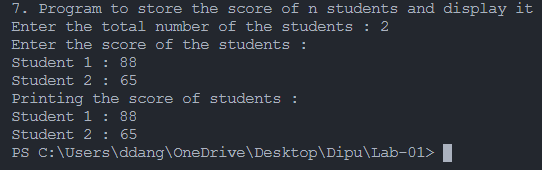 7. Program to store the score of n students and display it
Enter the total number of the students : 2
Enter the score of the students :
Student 1 : 88
Student 2 : 65
Printing the score of students :
Student 1 : 88
Student 2 : 65
PS C:\Users\ddang\OneDrive\Desktop\Dipu\Lab-01>